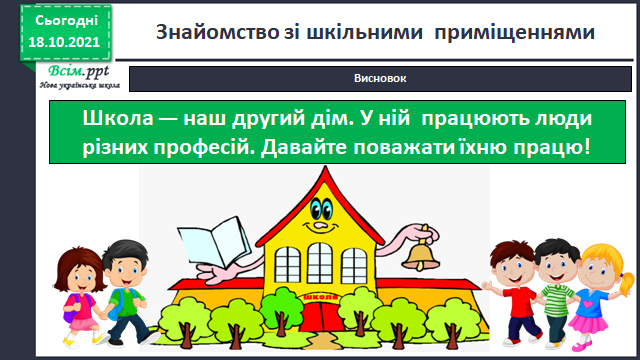 Сьогодні
18.10.2021
Знайомство зі шкільними приміщеннями
Всім.ppt
Нова українська школа
Висновок
Школа — наш другий дім. У ній працюють люди
різних професій. Давайте поважати їхню працю!
ШКОЛА